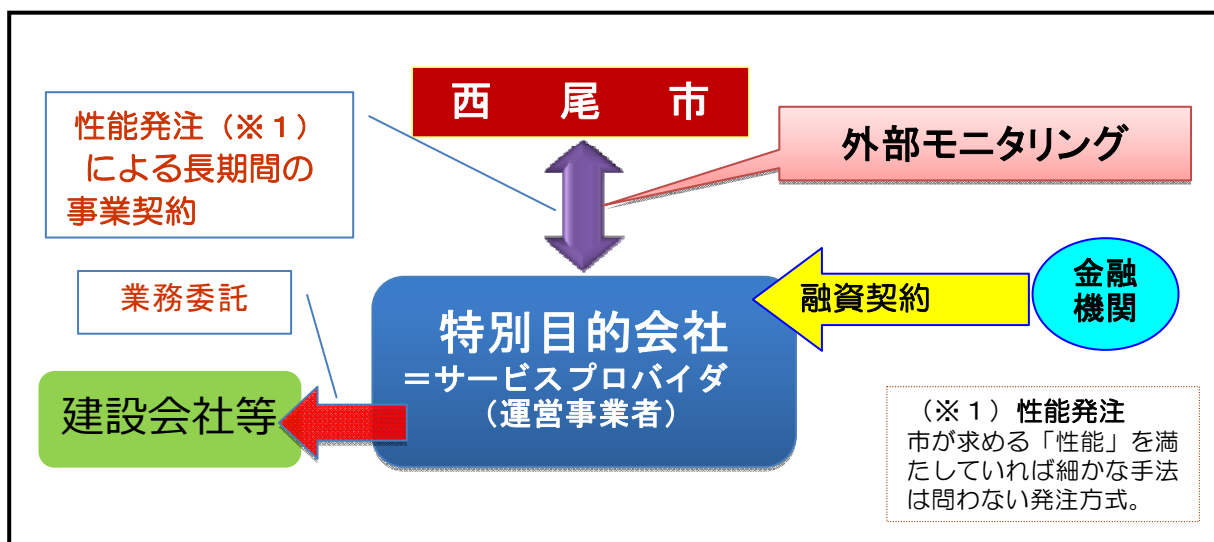 西尾市
性能発注（※１）
による長期間の
事業契約
外部モニタリング
業務委託
金融
機関
融資契約
特別目的会社
＝サービスプロバイダ
（運営事業者）
建設会社等
（※１）性能発注
市が求める「性能」を満
たしていれば細かな手法
は問わない発注方式。